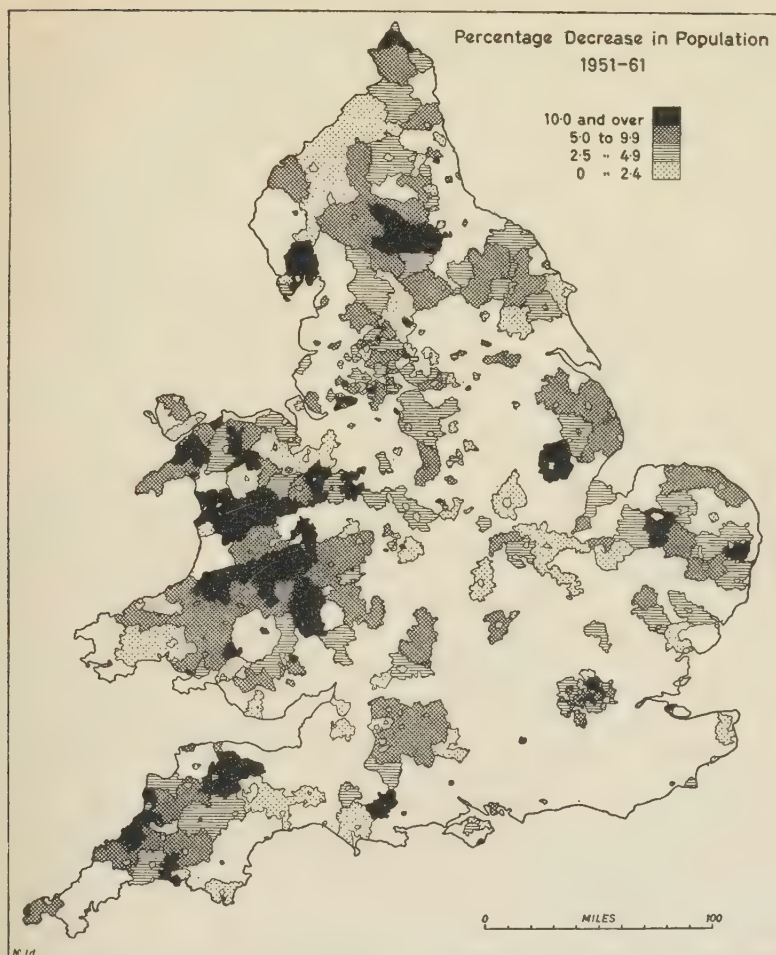 Percentage Decrease in Population
1951-61
10·0 and over
5·0 to 9·9
2·5 " 4·9
0 " 2·4
0 MILES 100